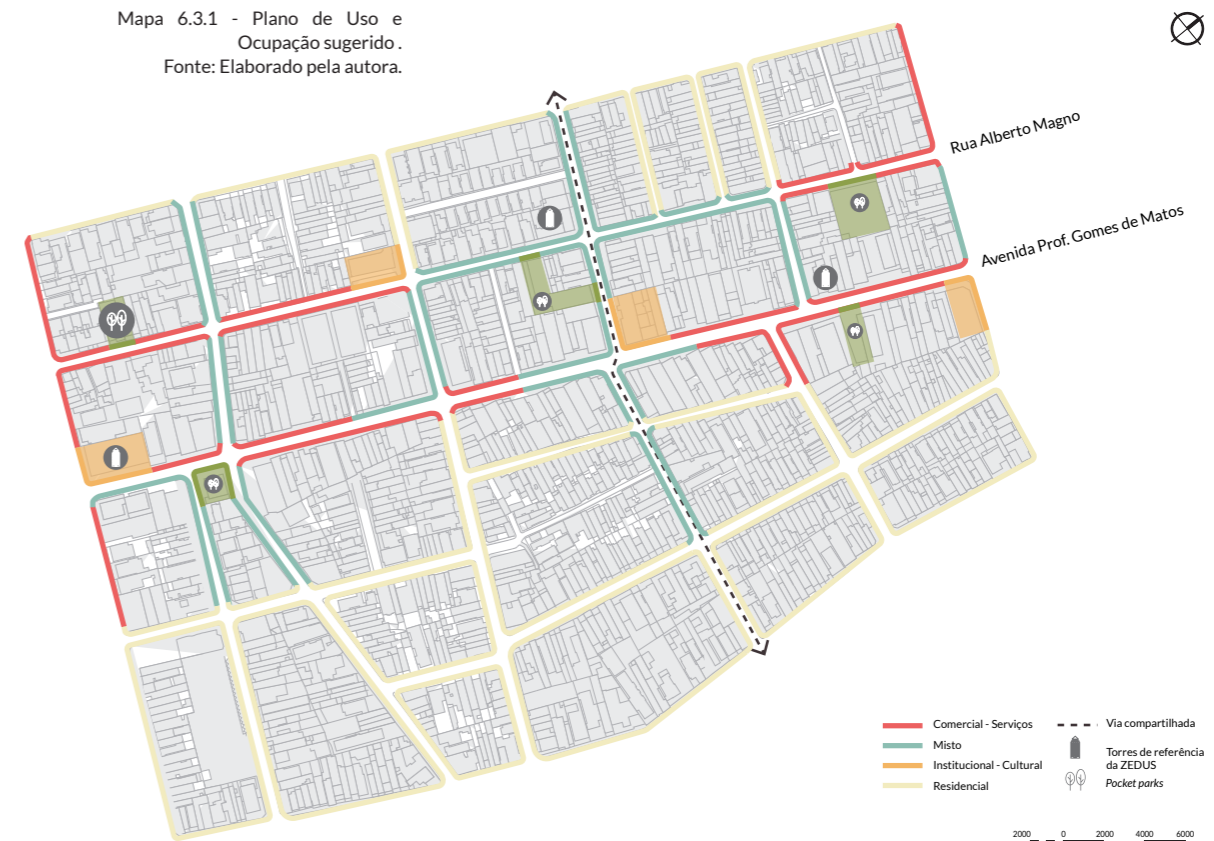 Mapa 6.3.1 - Plano de Uso e
Ocupação sugerido .
Fonte: Elaborado pela autora.
Rua Alberto Magno
Avenida Prof. Gomes de Matos
Comercial - Serviços
Misto
Institucional - Cultural
Residencial
Via compartilhada
Torres de referência
da ZEDUS
Pocket parks
2000 0 2000 4000 6000